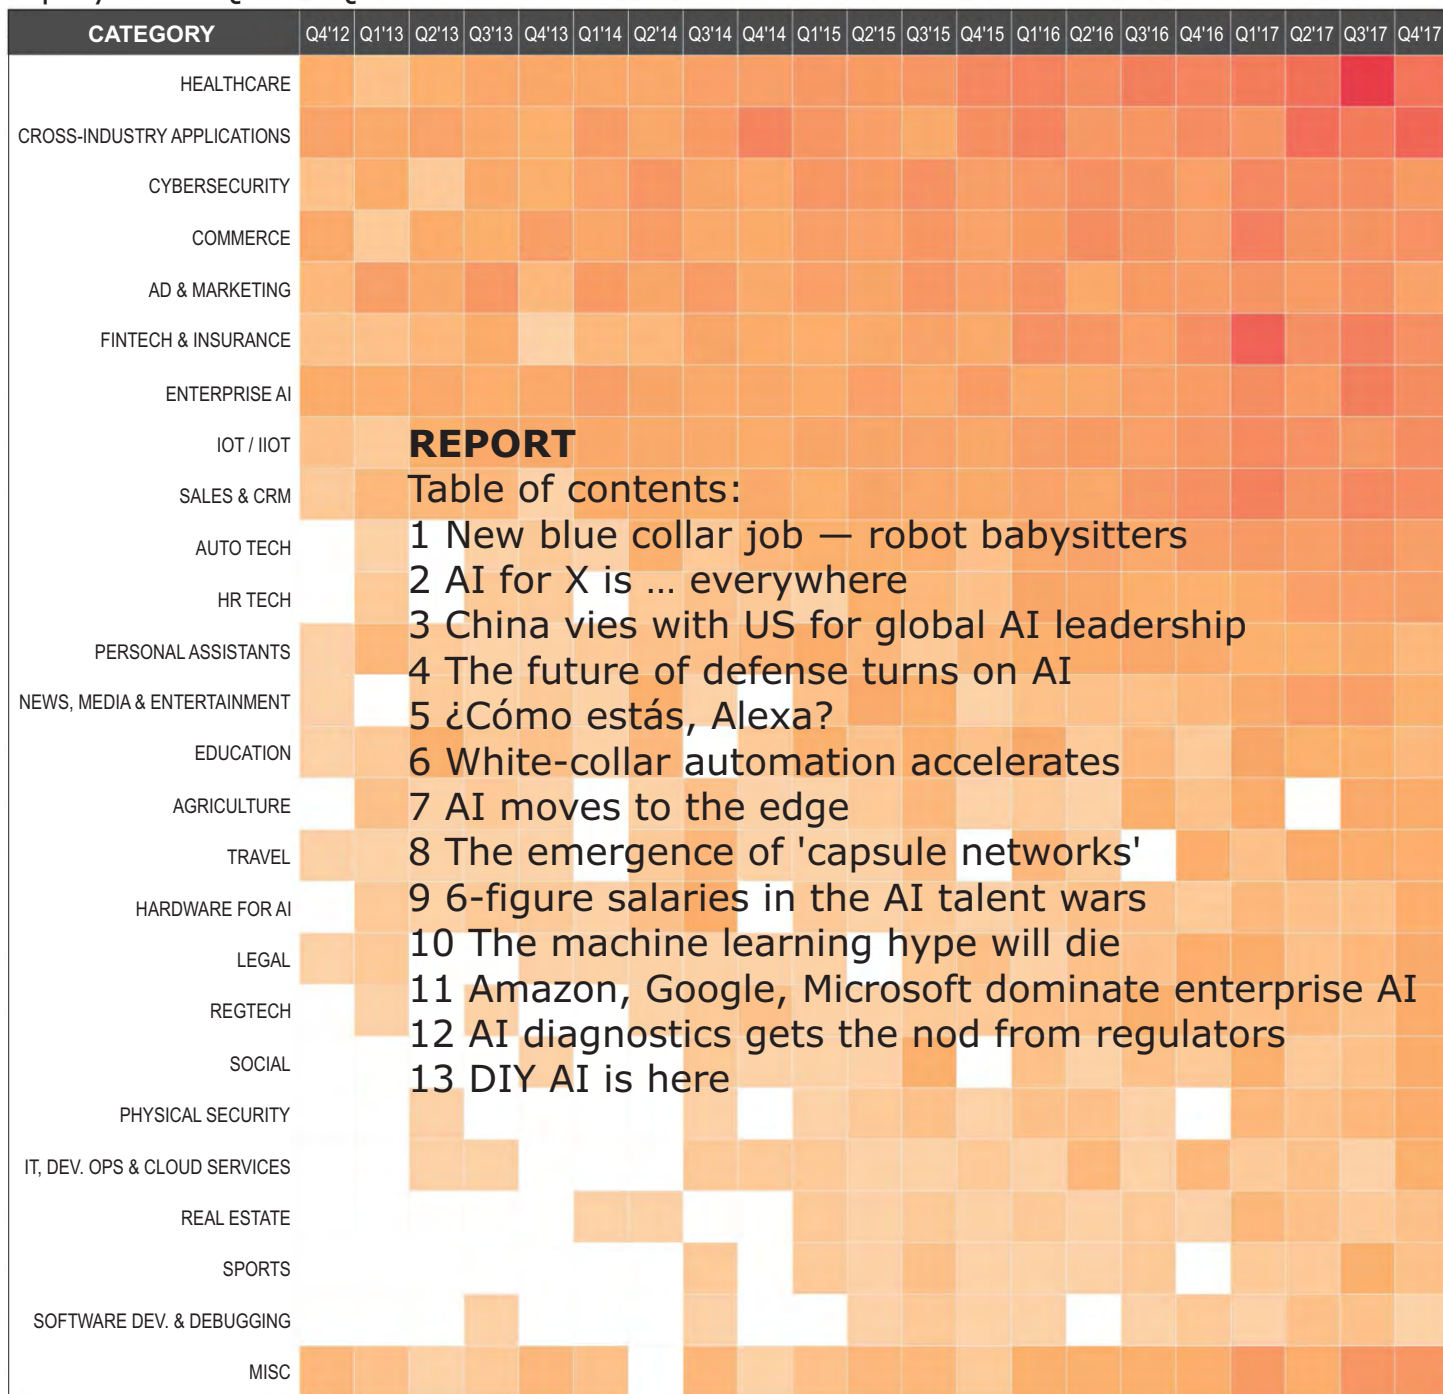 CATEGORY Q4'12 Q1'13 Q2'13 Q3'13 Q4'13 Q1'14 Q2'14 Q3'14 Q4'14 Q1'15 Q2'15 Q3'15 Q4'15 Q1'16 Q2'16 Q3'16 Q4'16 Q1'17 Q2'17 Q3'17 Q4'17
HEALTHCARE
CROSS-INDUSTRY APPLICATIONS
CYBERSECURITY
COMMERCE
AD & MARKETING
FINTECH & INSURANCE
ENTERPRISE AI
IOT / IIOT
SALES & CRM
AUTO TECH
HR TECH
PERSONAL ASSISTANTS
NEWS, MEDIA & ENTERTAINMENT
EDUCATION
AGRICULTURE
TRAVEL
HARDWARE FOR AI
LEGAL
REGTECH
SOCIAL
PHYSICAL SECURITY
IT, DEV. OPS & CLOUD SERVICES
REAL ESTATE
SPORTS
SOFTWARE DEV. & DEBUGGING
MISC
REPORT
Table of contents:
1 New blue collar job — robot babysitters
2 AI for X is ... everywhere
3 China vies with US for global AI leadership
4 The future of defense turns on AI
5 ¿Cómo estás, Alexa?
6 White-collar automation accelerates
7 AI moves to the edge
8 The emergence of 'capsule networks'
9 6-figure salaries in the AI talent wars
10 The machine learning hype will die
11 Amazon, Google, Microsoft dominate enterprise AI
12 AI diagnostics gets the nod from regulators
13 DIY AI is here